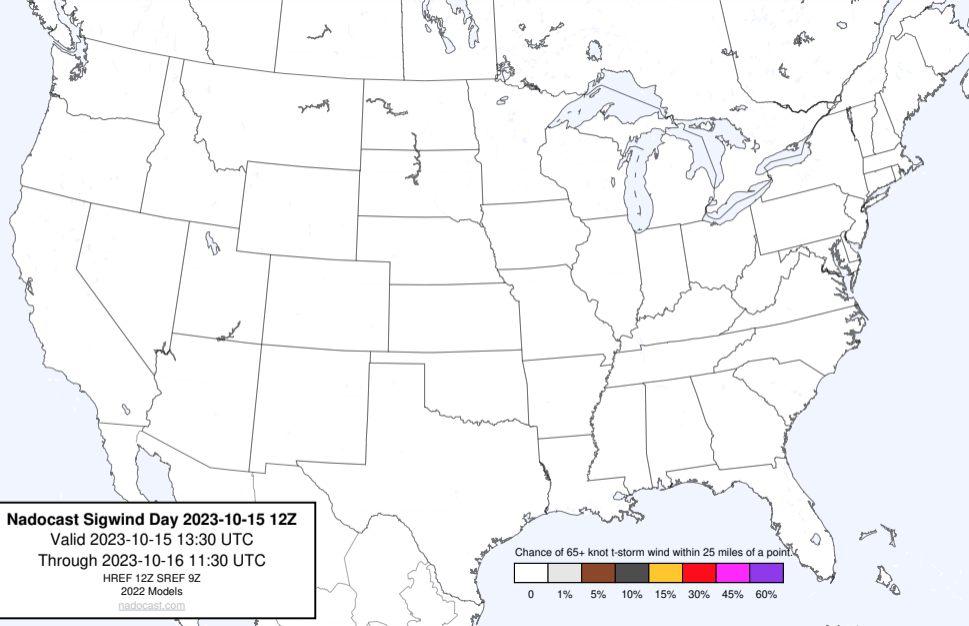 Nadocast Sigwind Day 2023-10-15 12Z
Valid 2023-10-15 13:30 UTC
Through 2023-10-16 11:30 UTC
HREF 12Z SREF 9Z
2022 Models
nadocast.com
Chance of 65+ knot t-storm wind within 25 miles of a point.
0 1% 5% 10% 15% 30% 45% 60%